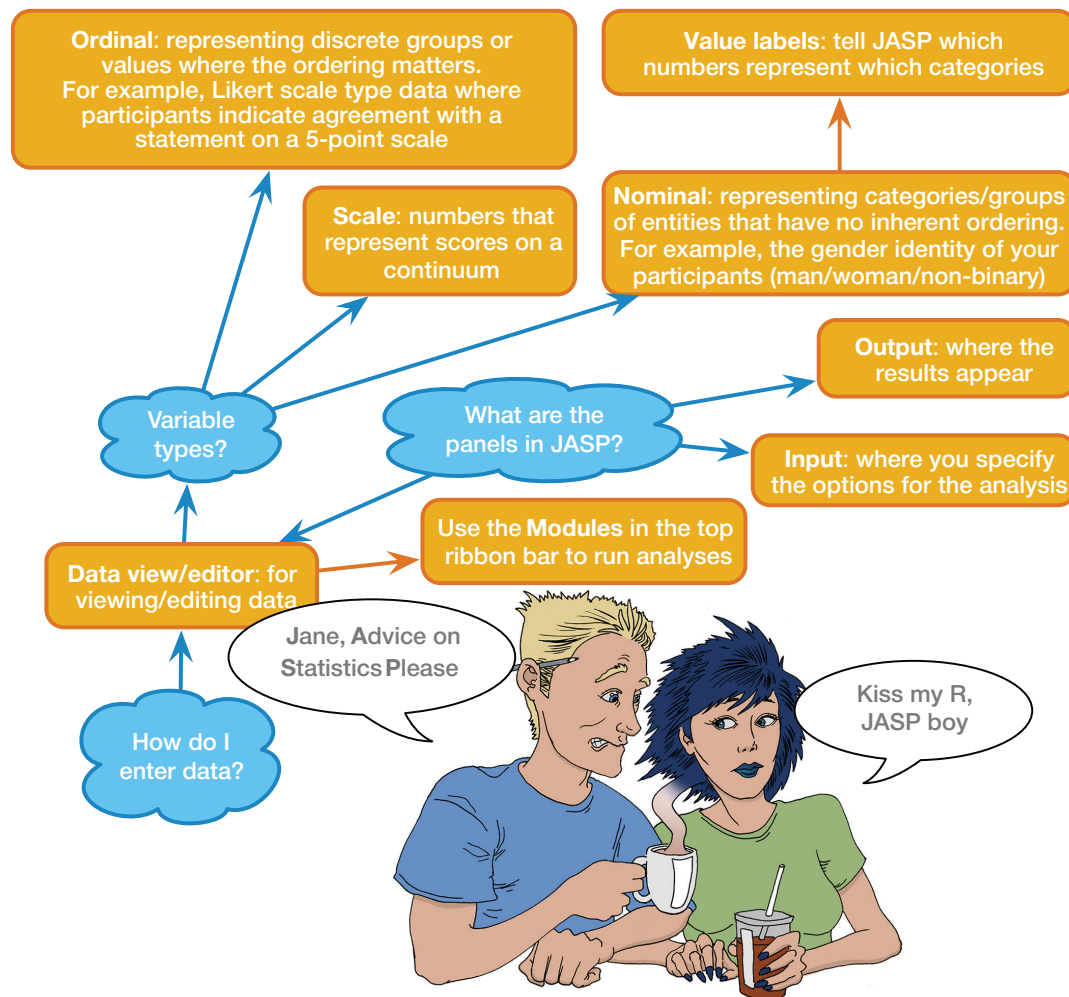 Ordinal: representing discrete groups or
values where the ordering matters.
For example, Likert scale type data where
participants indicate agreement with a
statement on a 5-point scale
Value labels: tell JASP which
numbers represent which categories
Scale: numbers that
represent scores on a
continuum
Nominal: representing categories/groups
of entities that have no inherent ordering.
For example, the gender identity of your
participants (man/woman/non-binary)
Output: where the
results appear
Variable
types?
What are the
panels in JASP?
Input: where you specify
the options for the analysis
Use the Modules in the top
ribbon bar to run analyses
Data view/editor: for
viewing/editing data
Jane, Advice on
Statistics Please
Kiss my R,
JASP boy
How do I
enter data?